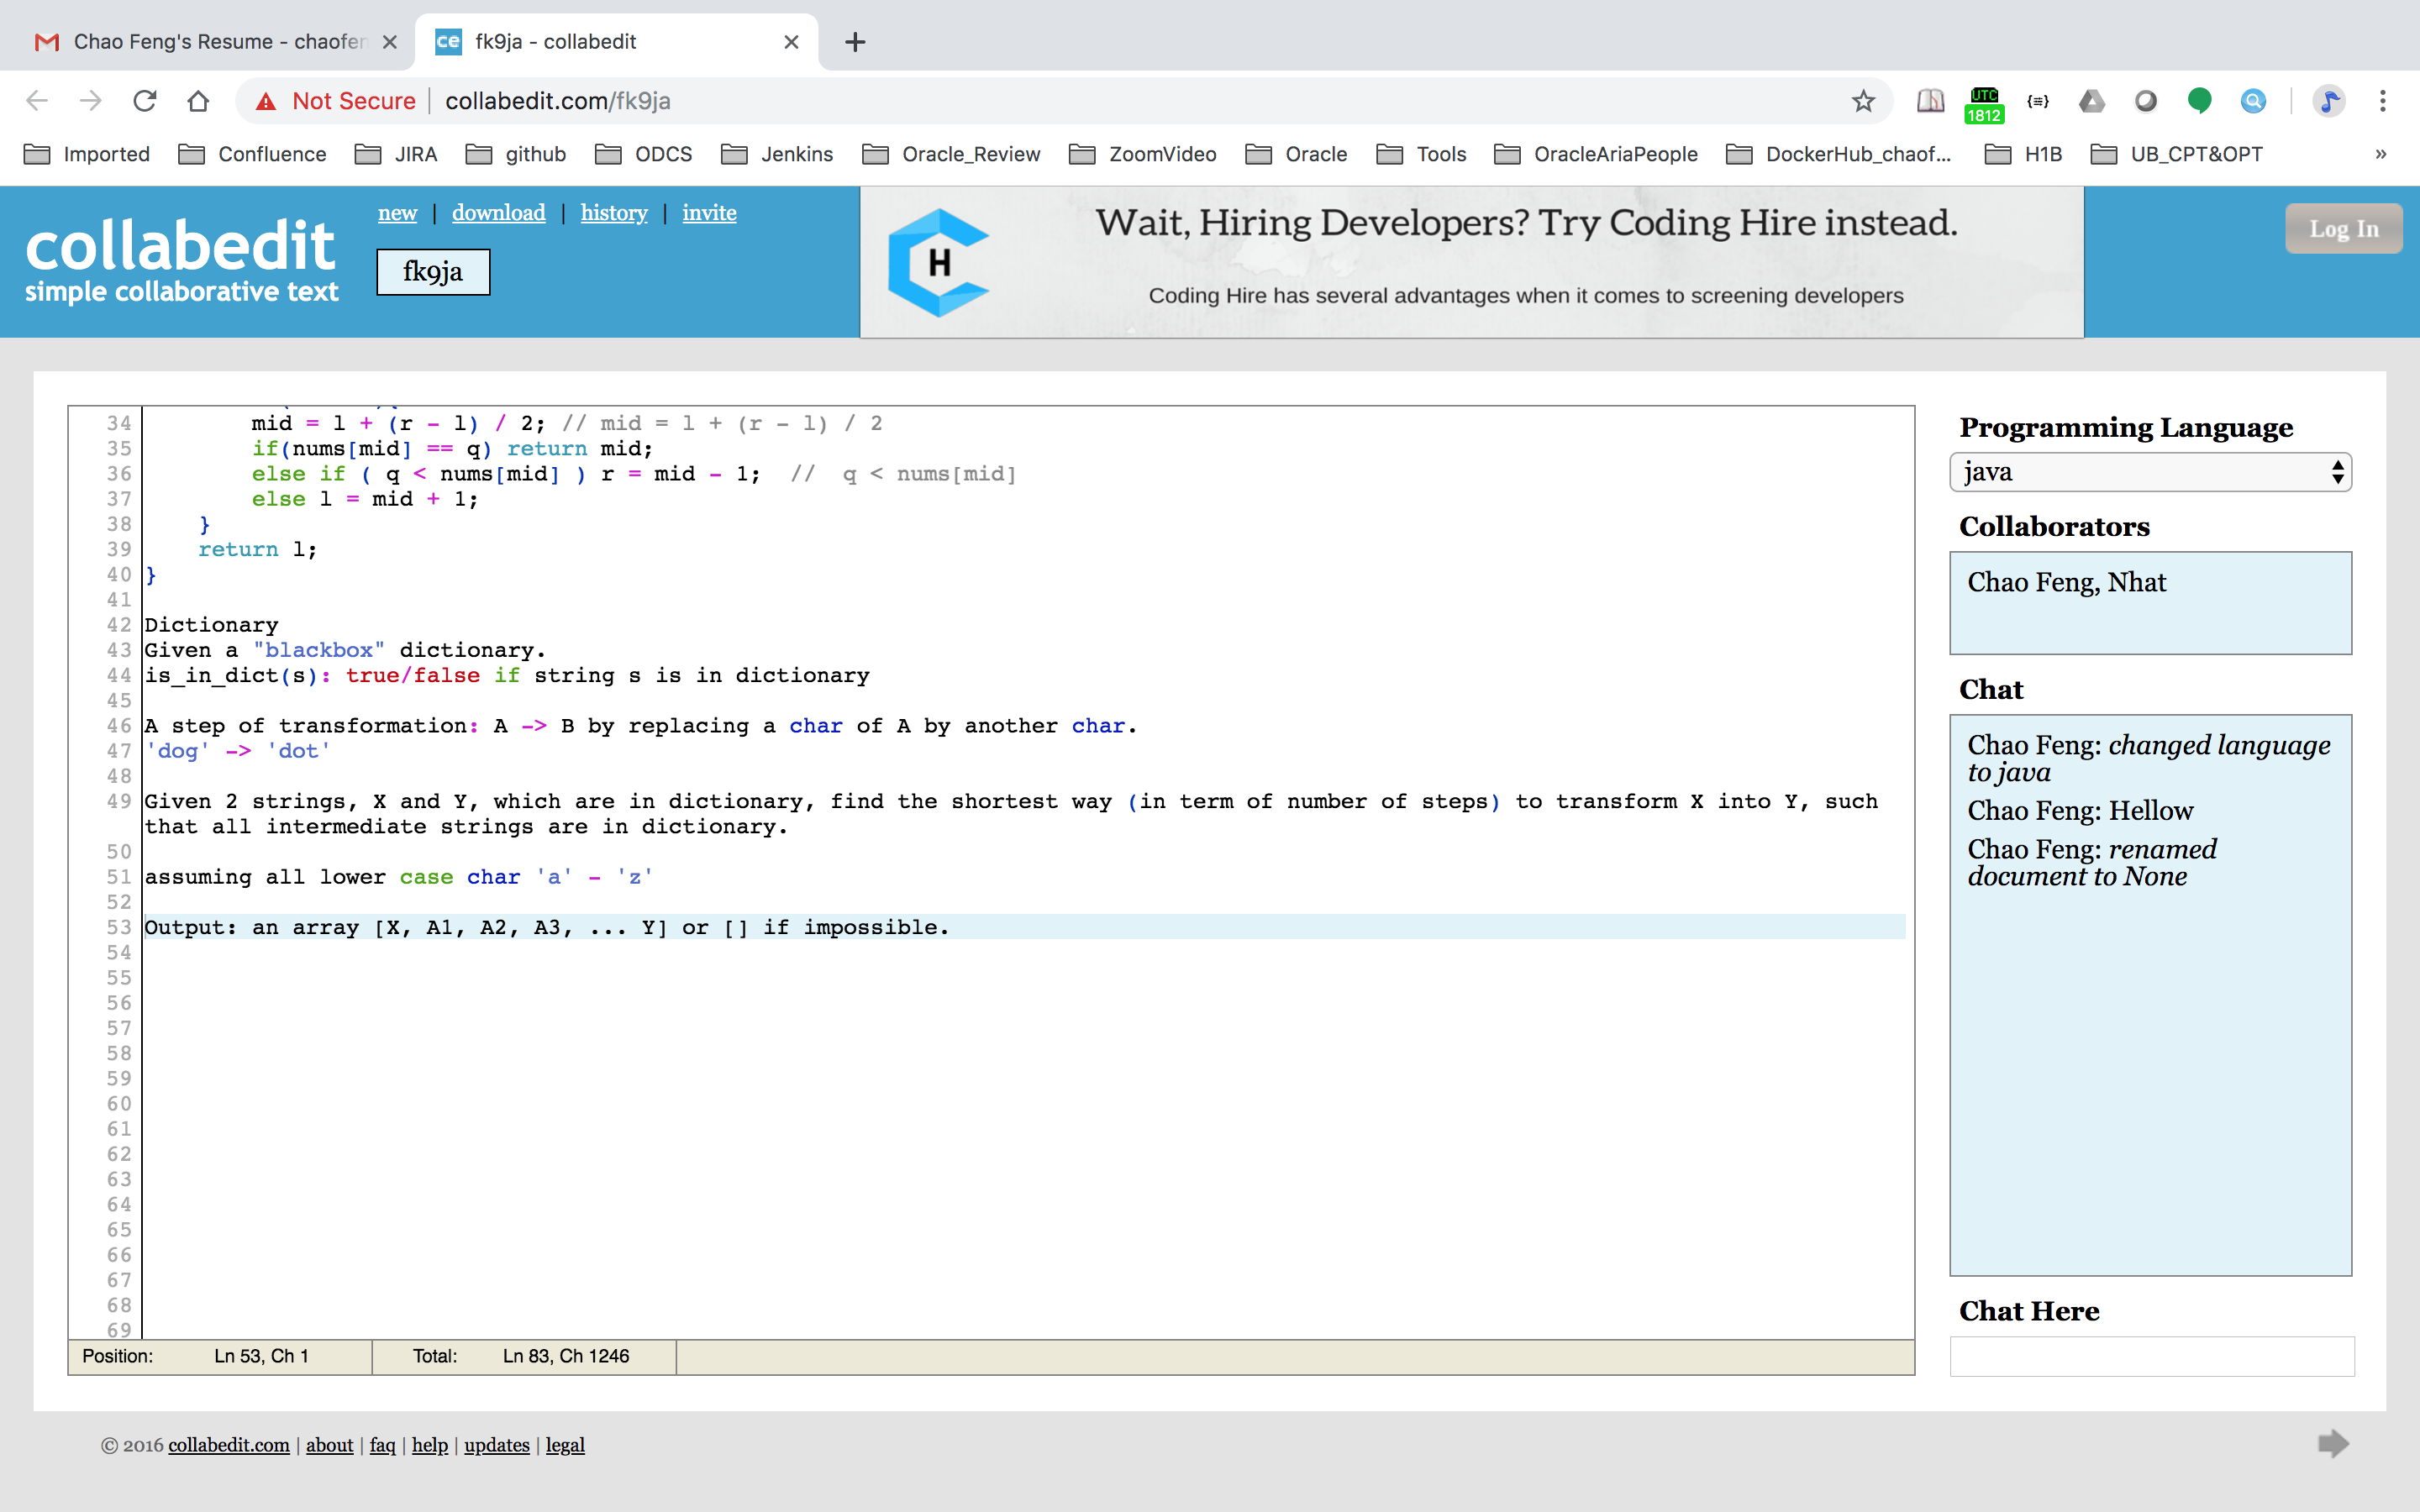 Chao Feng's Resume - chaofen
fk9ja - collabedit
Not Secure
collabedit.com/fk9ja
UTC
1812
Imported
Confluence
JIRA
github
ODCS
Jenkins
Oracle_Review
ZoomVideo
Oracle
Tools
OracleAriaPeople
DockerHub_chaof...
H1B
UB_CPT&OPT
»
collabedit
simple collaborative text
new | download | history | invite
fk9ja
H
Wait, Hiring Developers? Try Coding Hire instead.
Coding Hire has several advantages when it comes to screening developers
Log In
34 mid = l + (r - l) / 2; // mid = l + (r - l) / 2
35 if(nums[mid] == q) return mid;
36 else if ( q < nums[mid] ) r = mid - 1; // q < nums[mid]
37 else l = mid + 1;
38 }
39 return l;
40 }
41
42 Dictionary
43 Given a "blackbox" dictionary.
44 is_in_dict(s): true/false if string s is in dictionary
45
46 A step of transformation: A -> B by replacing a char of A by another char.
47 'dog' -> 'dot'
48
49 Given 2 strings, X and Y, which are in dictionary, find the shortest way (in term of number of steps) to transform X into Y, such
that all intermediate strings are in dictionary.
50
51 assuming all lower case char 'a' - 'z'
52
53 Output: an array [X, A1, A2, A3, ... Y] or [] if impossible.
54
55
56
57
58
59
60
61
62
63
64
65
66
67
68
69
Position: Ln 53, Ch 1 Total: Ln 83, Ch 1246
Programming Language
java
Collaborators
Chao Feng, Nhat
Chat
Chao Feng: changed language
to java
Chao Feng: Hellow
Chao Feng: renamed
document to None
Chat Here
© 2016 collabedit.com | about | faq | help | updates | legal